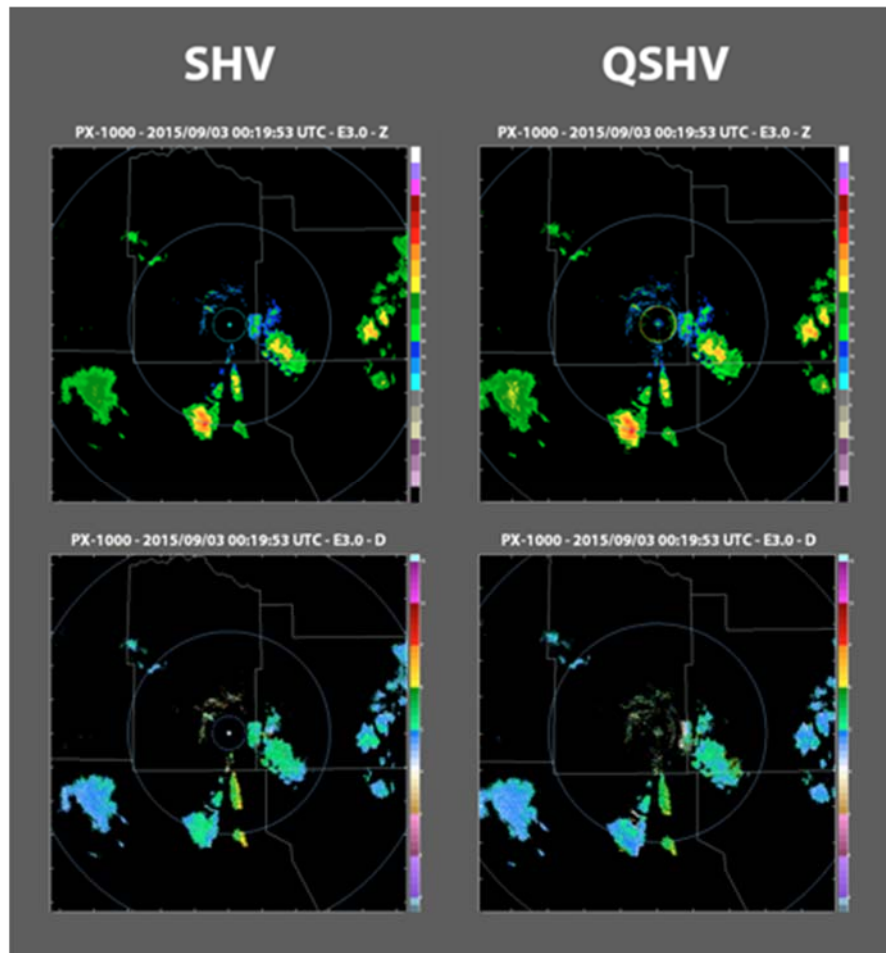 SHV
QSHV
PX-1000 - 2015/09/03 00:19:53 UTC - E3.0 - Z
PX-1000 - 2015/09/03 00:19:53 UTC - E3.0 - Z
PX-1000 - 2015/09/03 00:19:53 UTC - E3.0 - D
PX-1000 - 2015/09/03 00:19:53 UTC - E3.0 - D